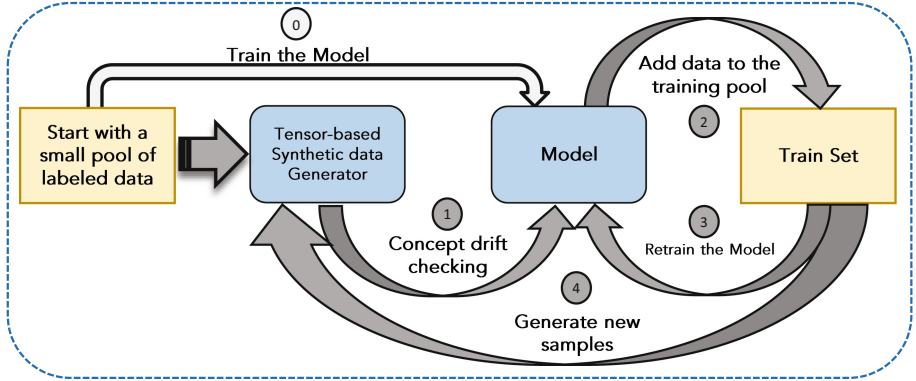 0
Train the Model
Start with a
small pool of
labeled data
Tensor-based
Synthetic data
Generator
Model
Add data to the
training pool
2
Train Set
1
Concept drift
checking
3
Retrain the Model
4
Generate new
samples